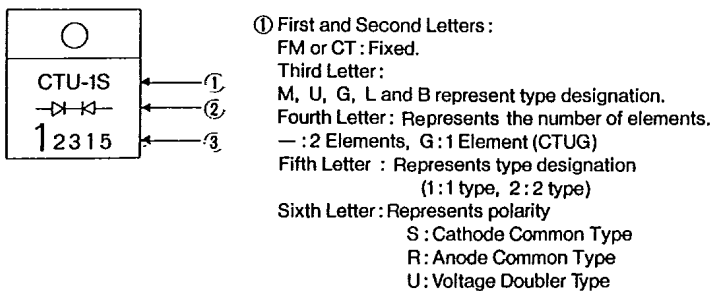 CTU-1S
12315
①
②
③
① First and Second Letters :
FM or CT : Fixed.
Third Letter :
M, U, G, L and B represent type designation.
Fourth Letter : Represents the number of elements.
— : 2 Elements, G : 1 Element (CTUG)
Fifth Letter : Represents type designation
(1 : 1 type, 2 : 2 type)
Sixth Letter : Represents polarity
S : Cathode Common Type
R : Anode Common Type
U : Voltage Doubler Type